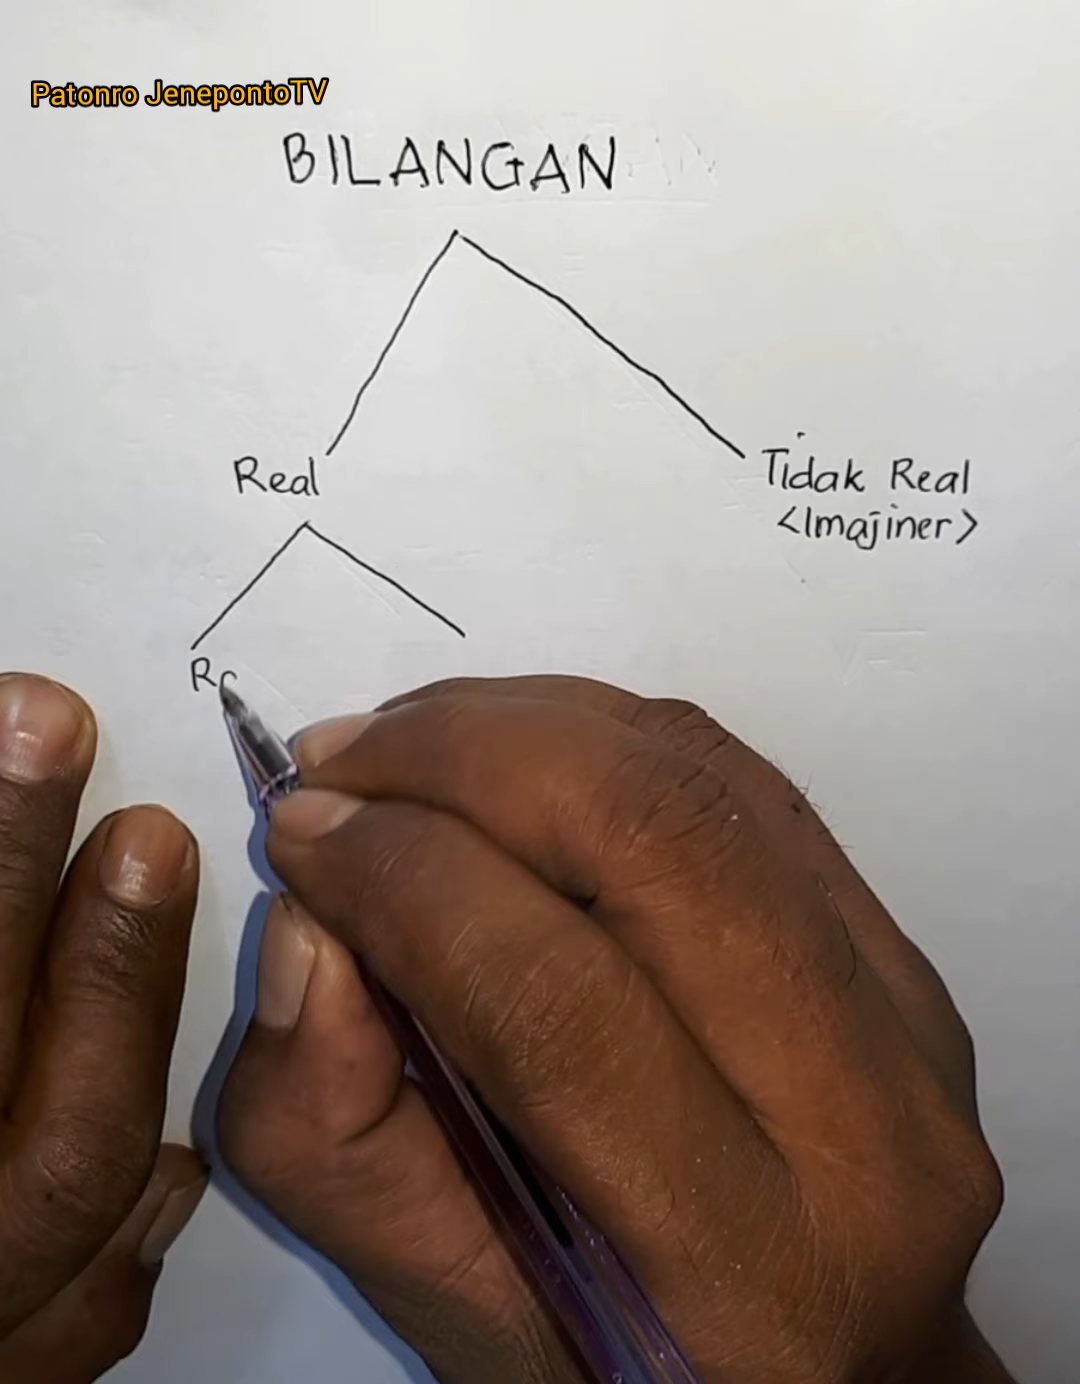 Patonro JenepontoTV
BILANGAN
Real
Tidak Real
<Imajiner>